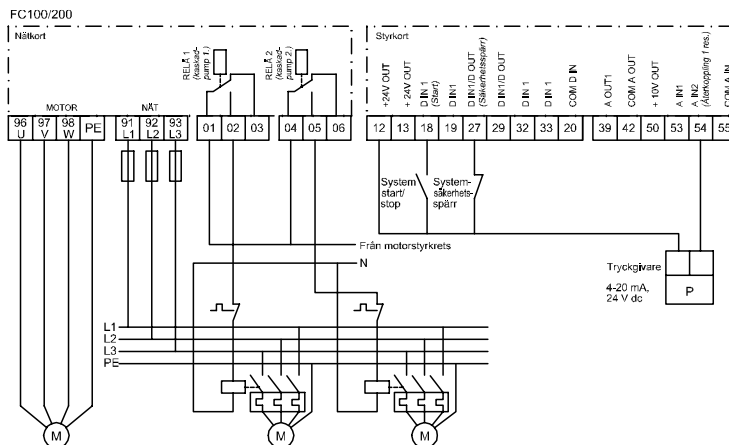 FC100/200
Nätkort
RELÄ 1
(kaskad-
pump 1.)
RELÄ 2
(kaskad-
pump 2.)
MOTOR
NÄT
96
U
97
V
98
W
PE
91
L1
92
L2
93
L3
01
02
03
04
05
06
Styrkort
+24V OUT
+ 24V OUT
D IN 1
(Start)
D IN1
D IN1/D OUT
(Säkerhetsspärr)
D IN1/D OUT
D IN 1
D IN 1
COM D IN
A OUT1
COM A OUT
+ 10V OUT
A IN1
A IN2
(Återkoppling 1 res.)
COM A IN
12
13
18
19
27
29
32
33
20
39
42
50
53
54
55
System
start/
stop
System-
säkerhets-
spärr
Från motorstyrkrets
N
Tryckgivare
4-20 mA,
24 V dc
P
L1
L2
L3
PE
M
M
M